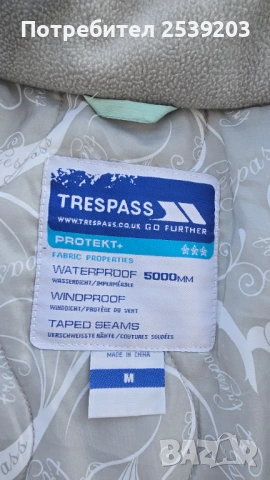 Потребител 2539203
TRESPASS
WWW.TRESPASS.CO.UK GO FURTHER
PROTEKT+
FABRIC PROPERTIES
WATERPROOF 5000MM
WASSERDICHT/IMPERMÉABLE
WINDPROOF
WINDDICHT/PROTÈGE DU VENT
TAPED SEAMS
VERSCHWEISSTE NÄHTE/COUTURES SOUDÉES
MADE IN CHINA
M